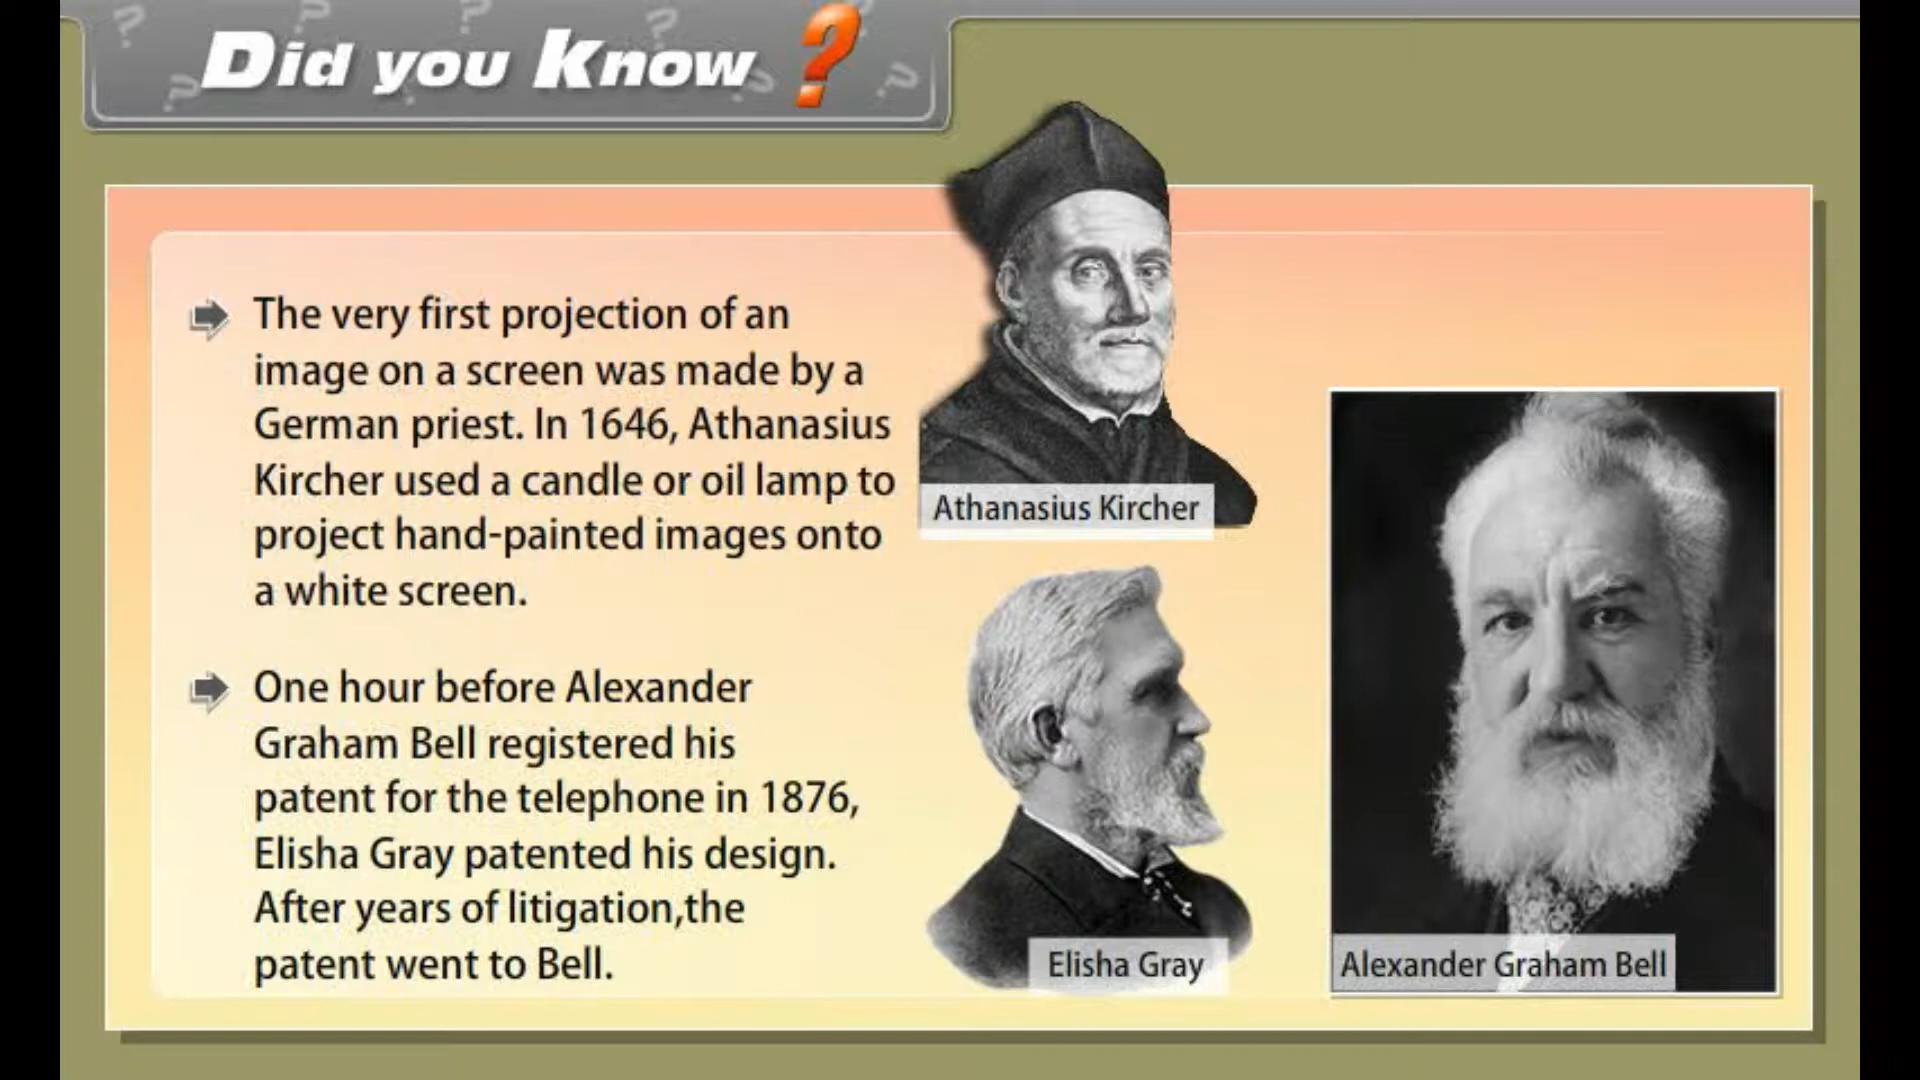 Did you Know ?
The very first projection of an
image on a screen was made by a
German priest. In 1646, Athanasius
Kircher used a candle or oil lamp to
project hand-painted images onto
a white screen.
Athanasius Kircher
One hour before Alexander
Graham Bell registered his
patent for the telephone in 1876,
Elisha Gray patented his design.
After years of litigation,the
patent went to Bell.
Elisha Gray
Alexander Graham Bell